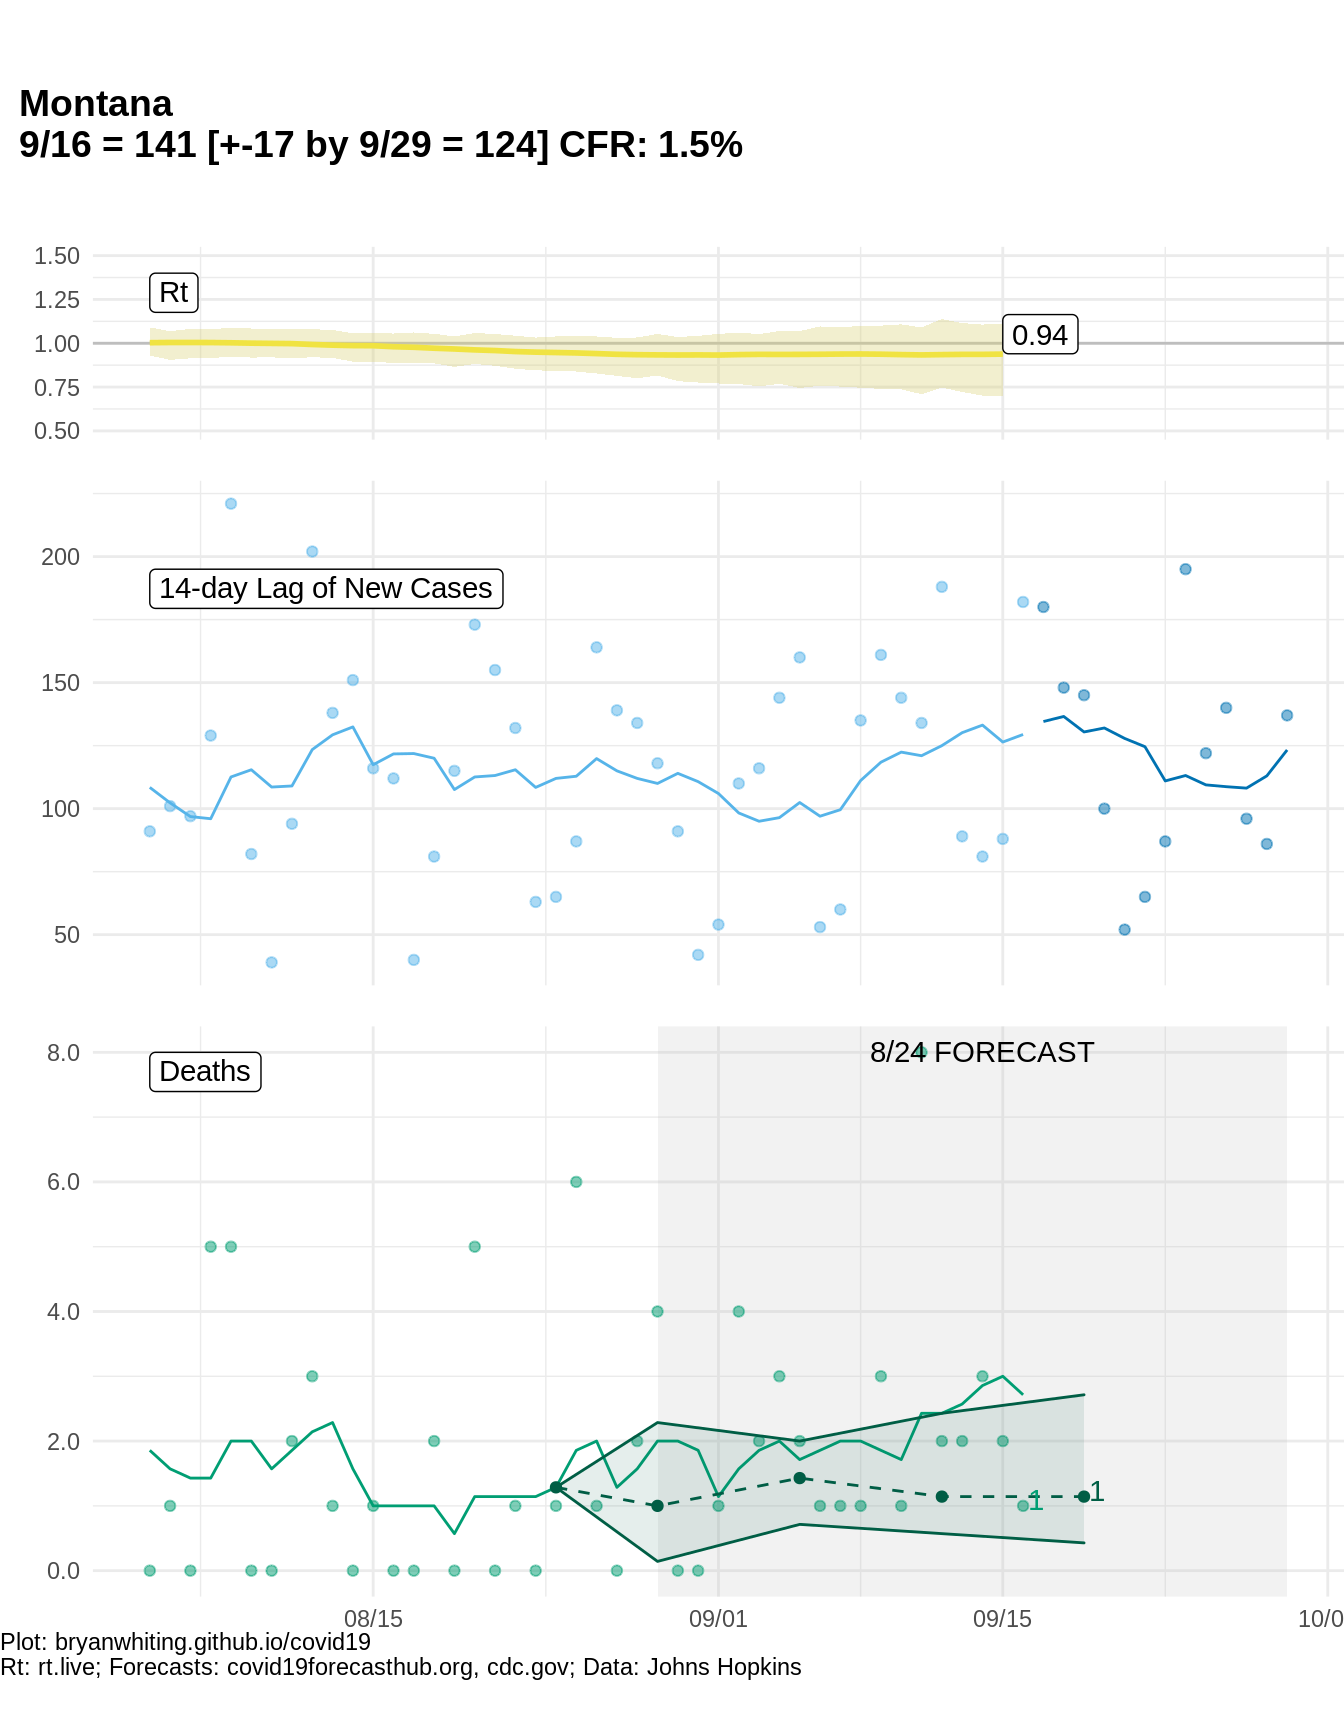 Montana
9/16 = 141 [+-17 by 9/29 = 124] CFR: 1.5%
1.50
Rt
1.25
0.94
1.00
0.75
0.50
200
14-day Lag of New Cases
150
100
50
8.0
8/24 FORECAST
Deaths
6.0
4.0
2.0
1
1
0.0
08/15
09/01
09/15
10/0
Plot: bryanwhiting.github.io/covid19
Rt: rt.live; Forecasts: covid19forecasthub.org, cdc.gov; Data: Johns Hopkins